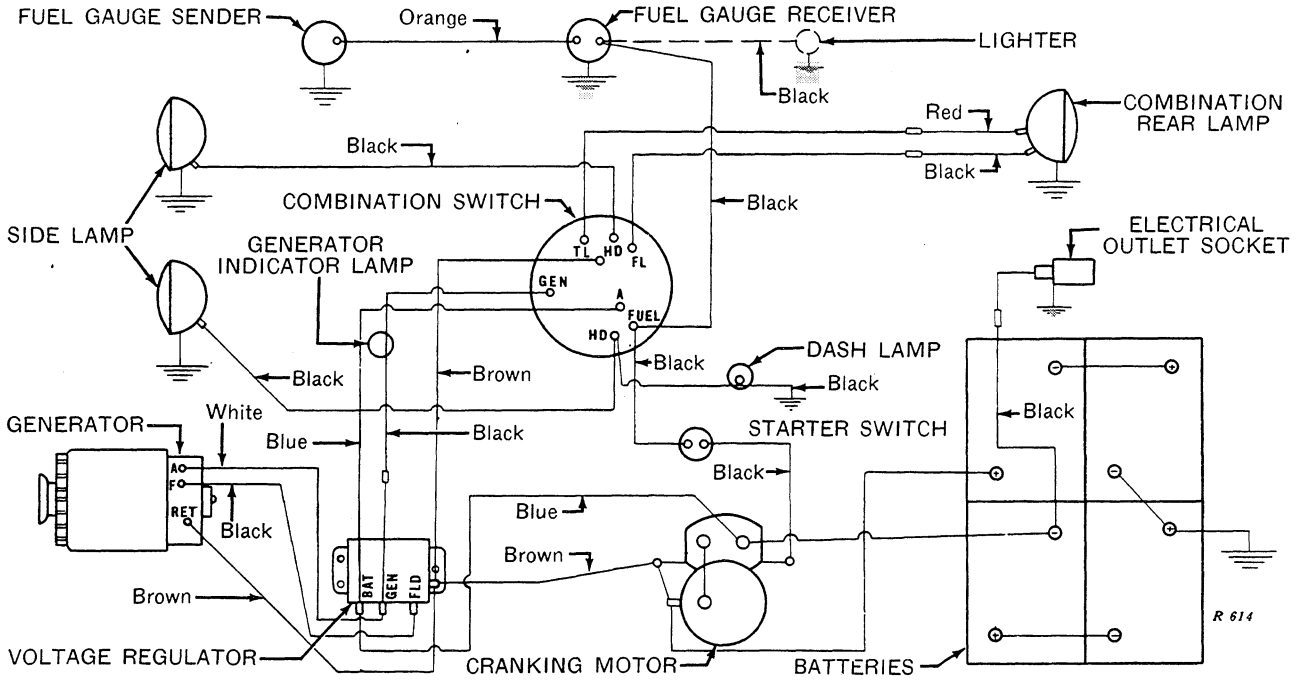 FUEL GAUGE SENDER
Orange
FUEL GAUGE RECEIVER
LIGHTER
Black
Red
COMBINATION
REAR LAMP
Black
Black
COMBINATION SWITCH
Black
SIDE LAMP
GENERATOR
INDICATOR LAMP
TL
HD
FL
GEN
A
FUEL
HD
ELECTRICAL
OUTLET SOCKET
DASH LAMP
Black
Black
Black
Brown
Black
White
GENERATOR
Blue
Black
STARTER SWITCH
Black
A
F
RET
Black
Blue
Brown
BAT
GEN
FLD
Brown
R 614
VOLTAGE REGULATOR
CRANKING MOTOR
BATTERIES